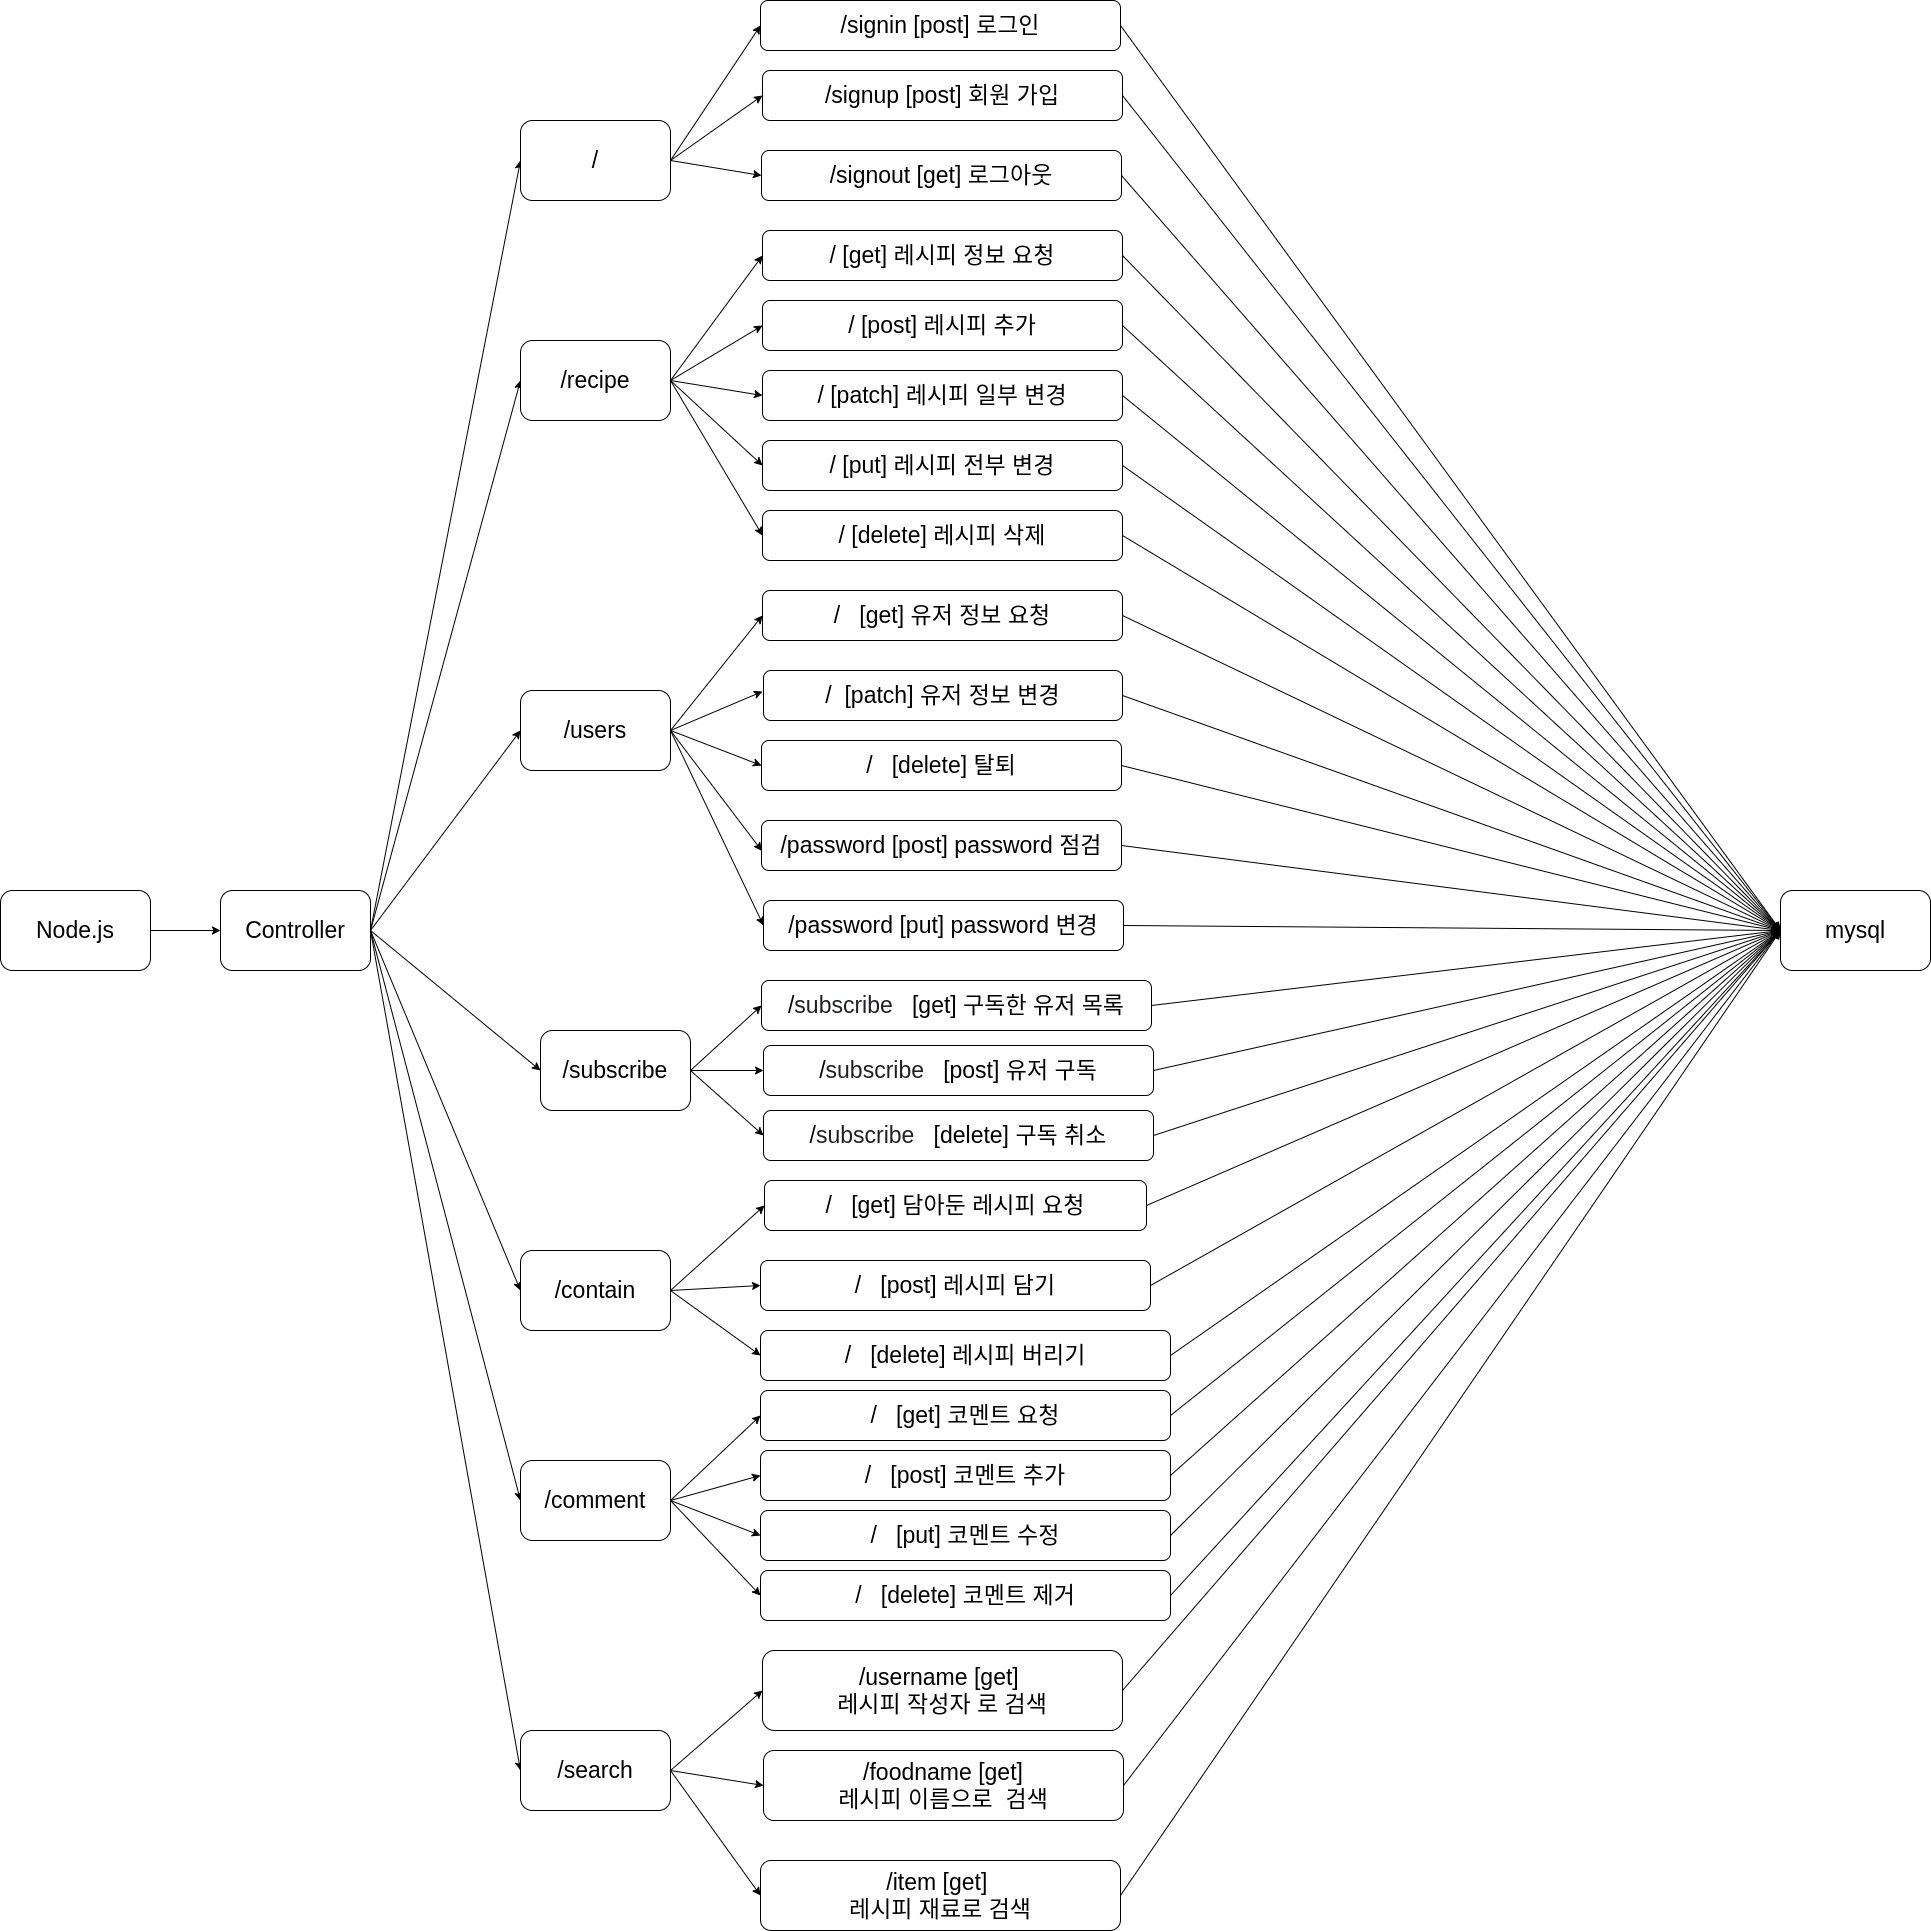 Node.js
Controller
/
/signin [post] 로그인
/signup [post] 회원 가입
/signout [get] 로그아웃
/recipe
/ [get] 레시피 정보 요청
/ [post] 레시피 추가
/ [patch] 레시피 일부 변경
/ [put] 레시피 전부 변경
/ [delete] 레시피 삭제
/users
/   [get] 유저 정보 요청
/  [patch] 유저 정보 변경
/   [delete] 탈퇴
/password [post] password 점검
/password [put] password 변경
/subscribe
/subscribe   [get] 구독한 유저 목록
/subscribe   [post] 유저 구독
/subscribe   [delete] 구독 취소
/contain
/   [get] 담아둔 레시피 요청
/   [post] 레시피 담기
/   [delete] 레시피 버리기
/comment
/   [get] 코멘트 요청
/   [post] 코멘트 추가
/   [put] 코멘트 수정
/   [delete] 코멘트 제거
/search
/username [get]
레시피 작성자 로 검색
/foodname [get]
레시피 이름으로  검색
/item [get]
레시피 재료로 검색
mysql